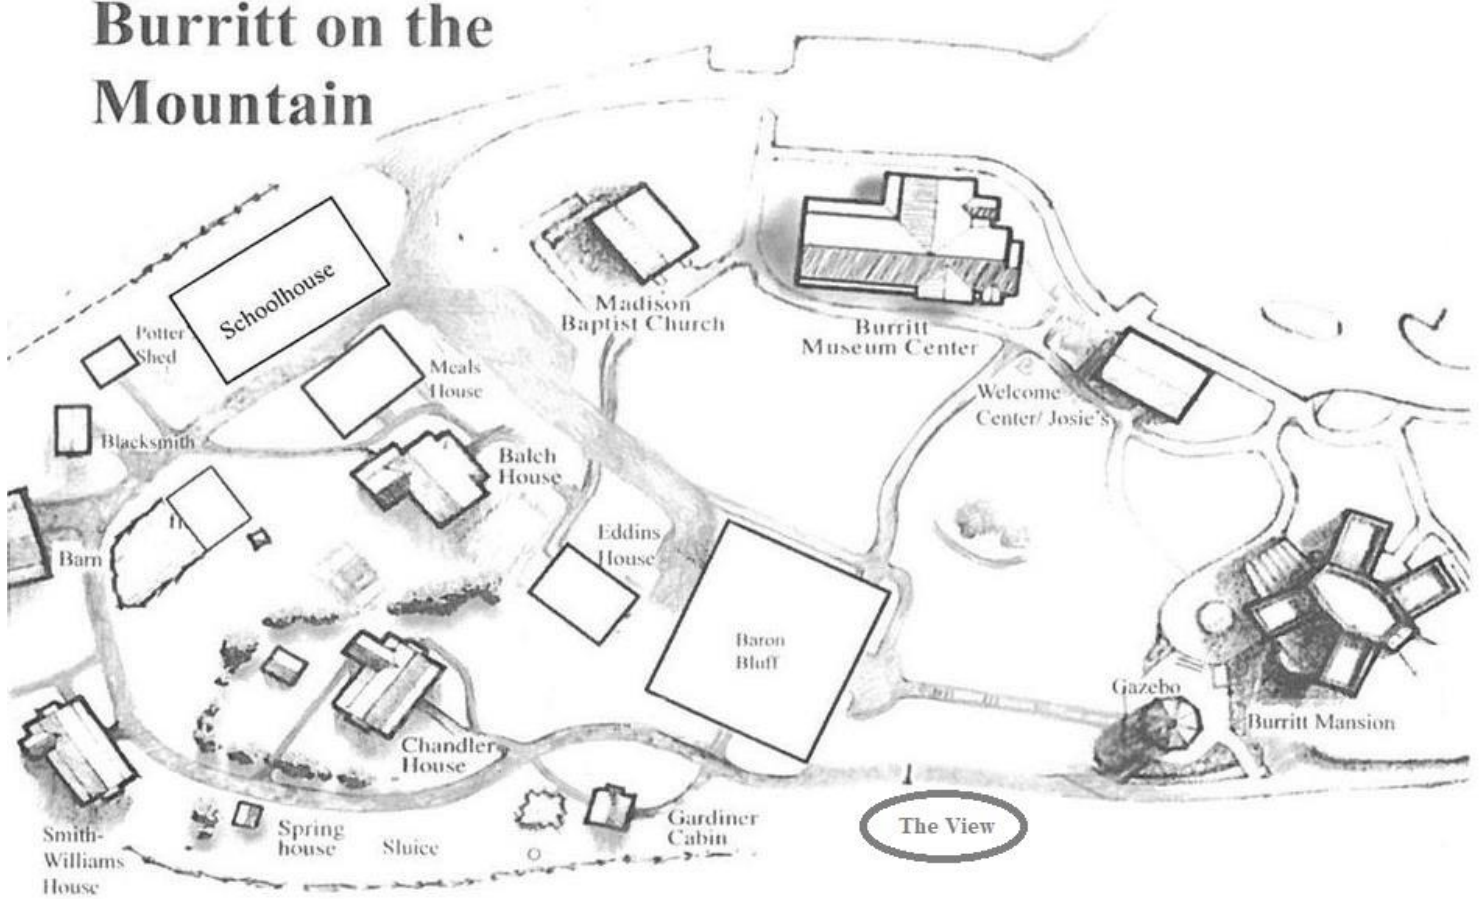 Burritt on the
Mountain
Schoolhouse
Potter
Shed
Meals
House
Madison
Baptist Church
Burritt
Museum Center
Welcome
Center/ Josie's
Blacksmith
Balch
House
Barn
Eddins
House
Baron
Bluff
Gazebo
Burritt Mansion
Chandler
House
Smith-
Williams
House
Spring
house
Sluice
Gardiner
Cabin
The View